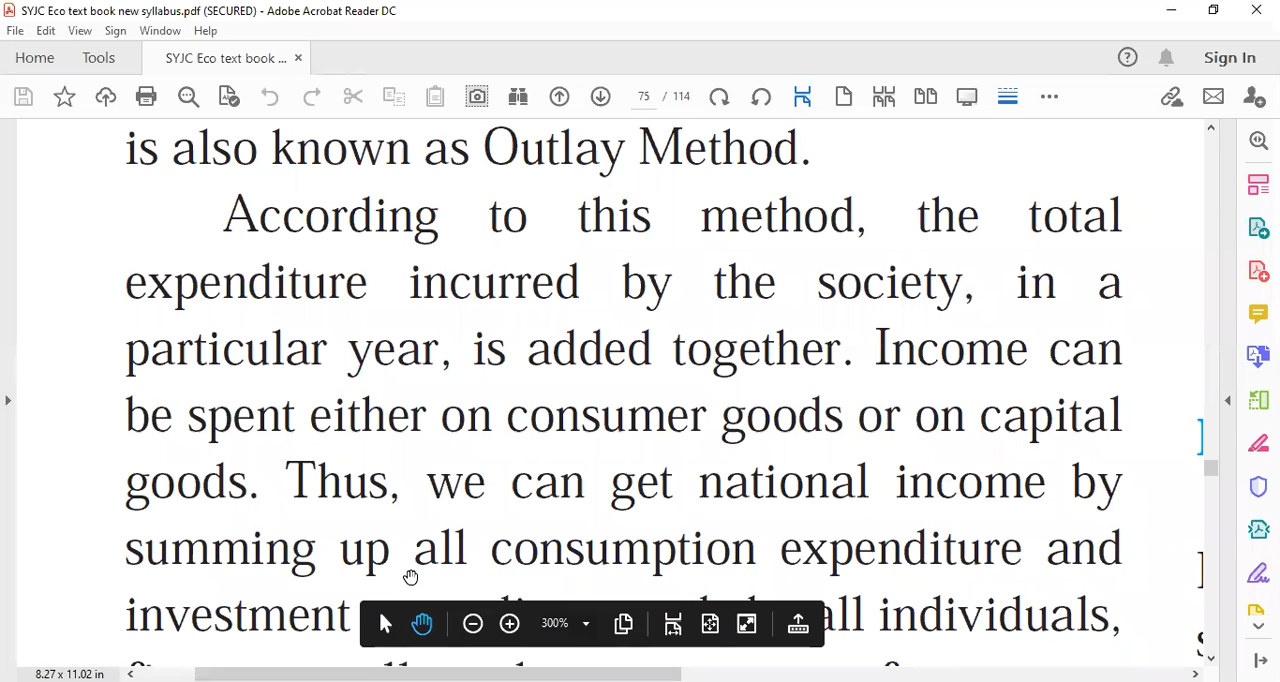 SYJC Eco text book new syllabus.pdf (SECURED) - Adobe Acrobat Reader DC
File Edit View Sign Window Help
Home Tools SYJC Eco text book ... × Sign In
75 / 114
is also known as Outlay Method.
According to this method, the total
expenditure incurred by the society, in a
particular year, is added together. Income can
be spent either on consumer goods or on capital
goods. Thus, we can get national income by
summing up all consumption expenditure and
investment all individuals,
300%
8.27 x 11.02 in